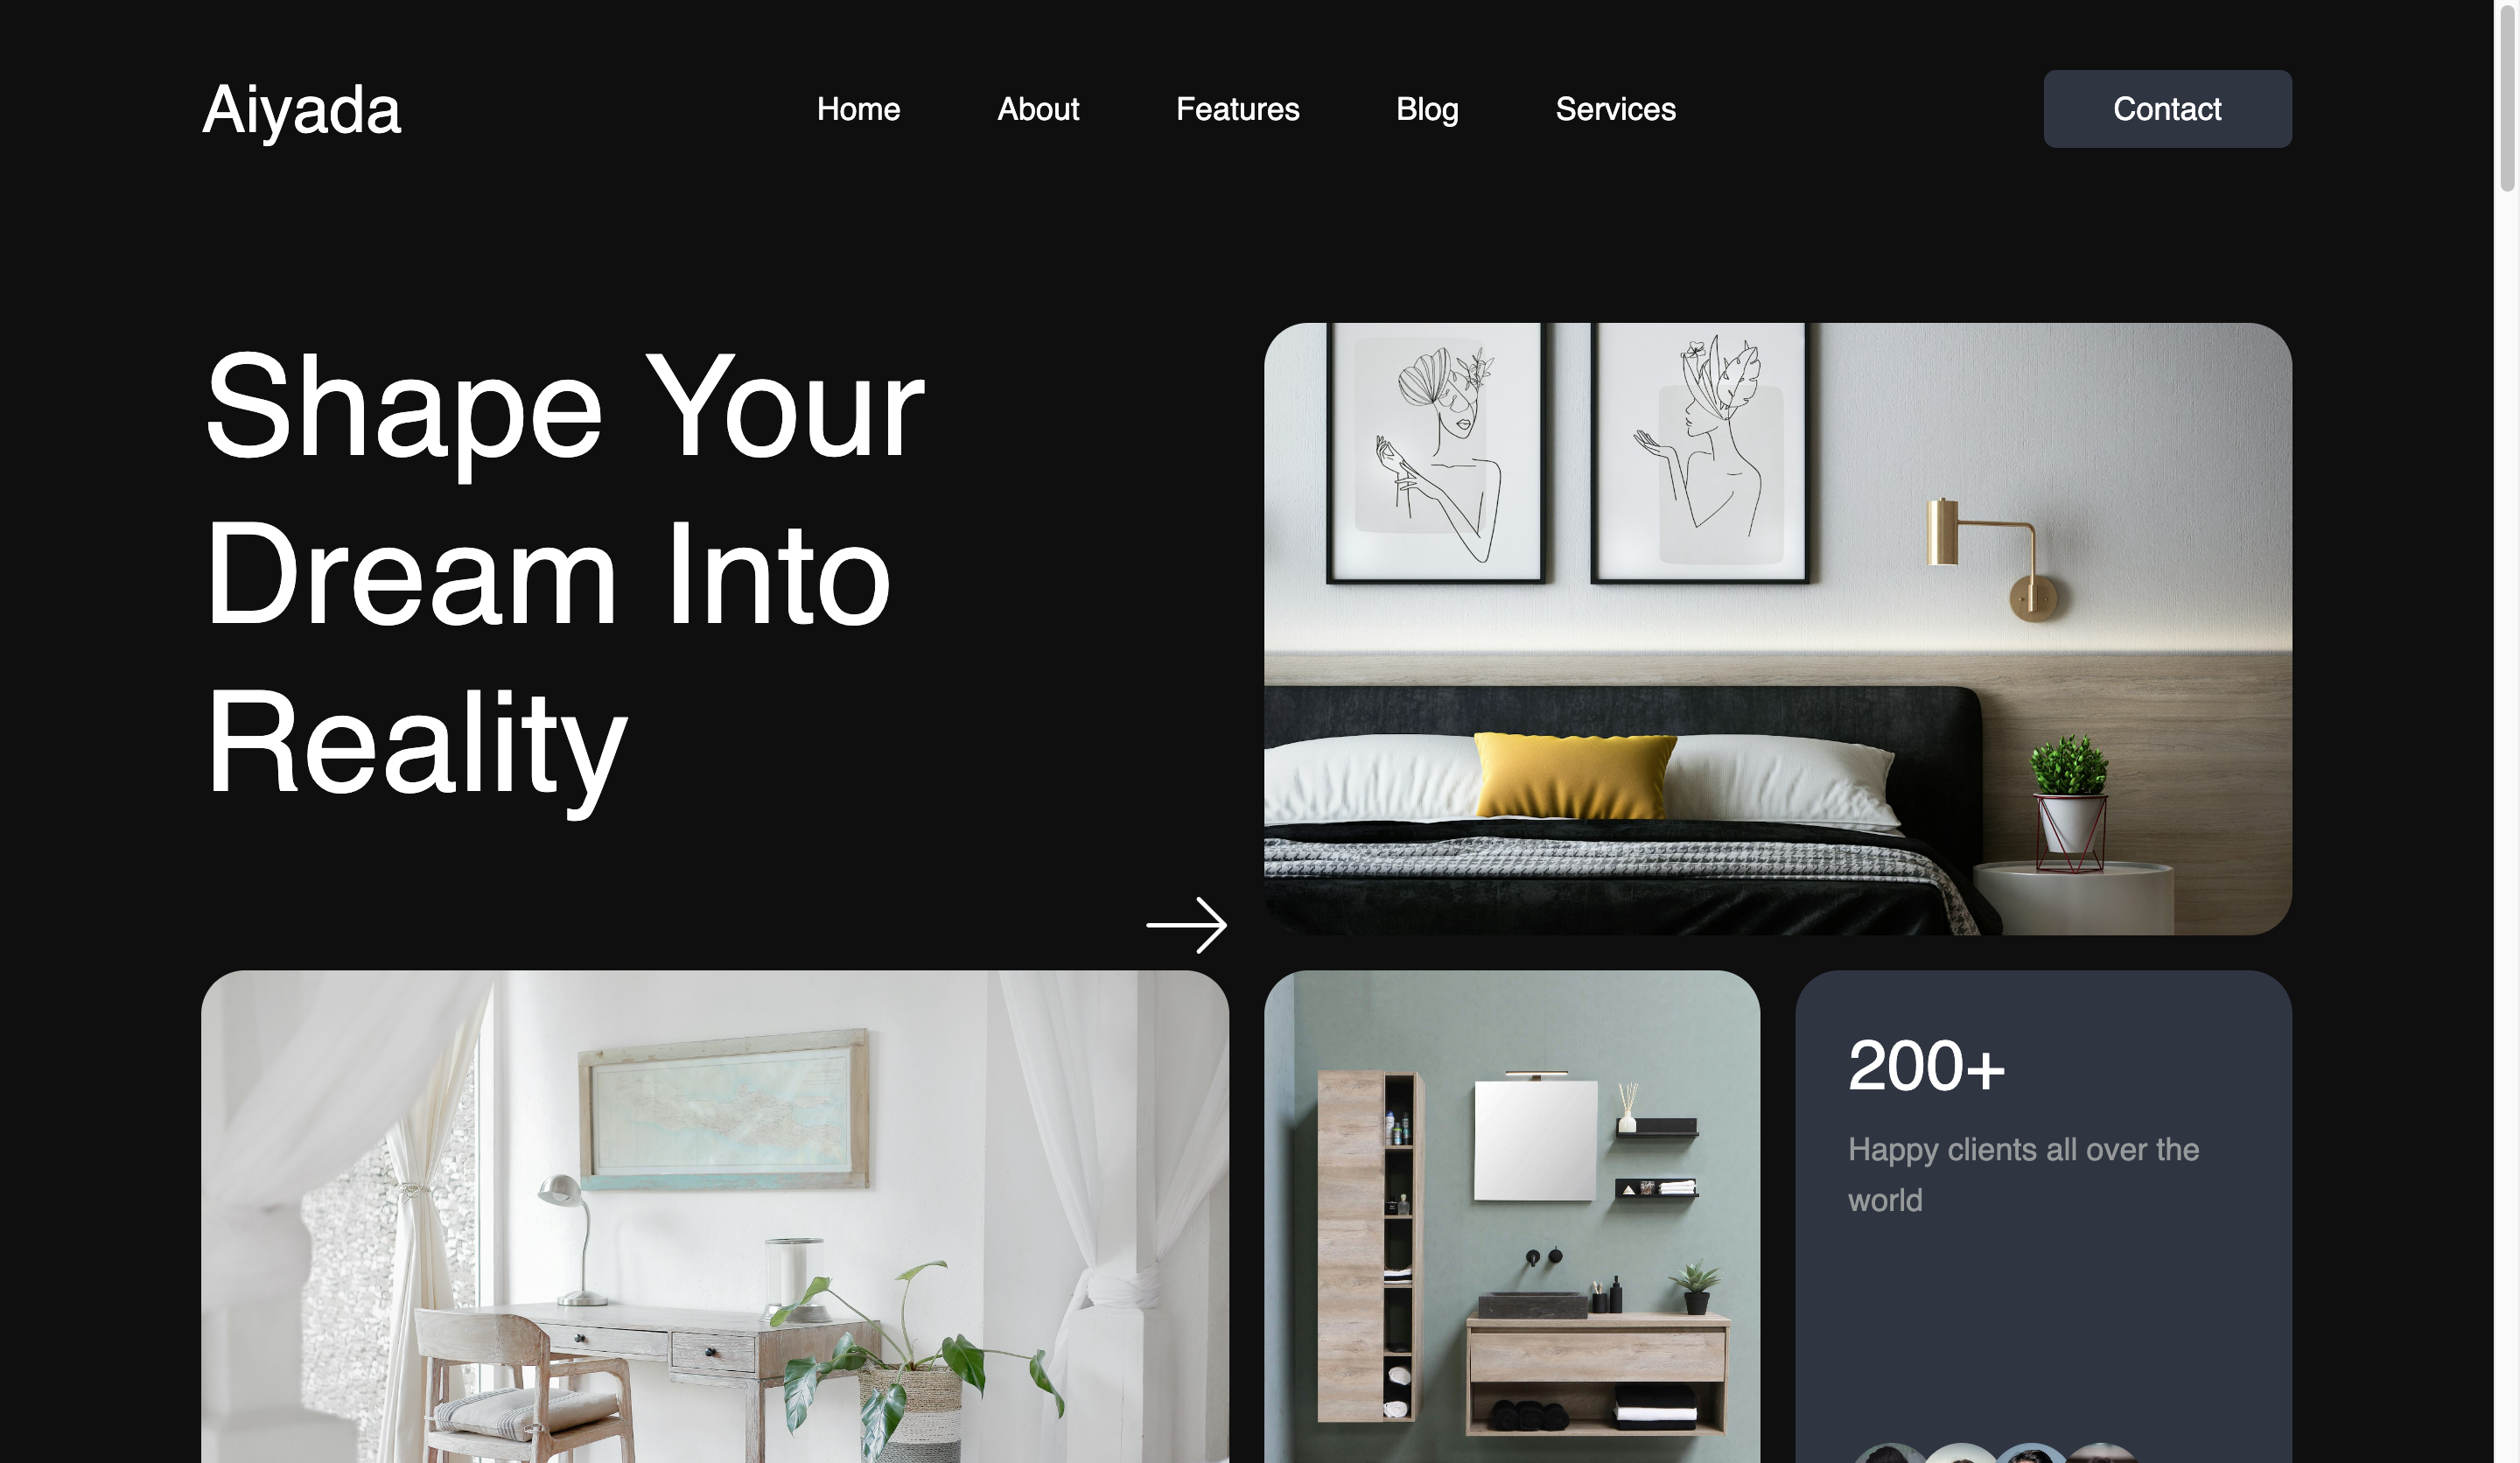 Aiyada
Home
About
Features
Blog
Services
Contact
Shape Your
Dream Into
Reality
200+
Happy clients all over the
world